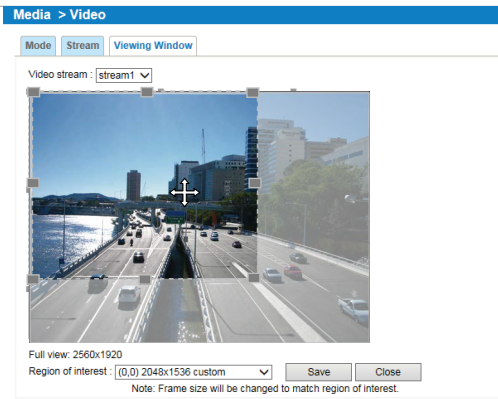 Media > Video
Mode Stream Viewing Window
Video stream : stream1
Full view: 2560x1920
Region of interest : (0,0) 2048x1536 custom Save Close
Note: Frame size will be changed to match region of interest.